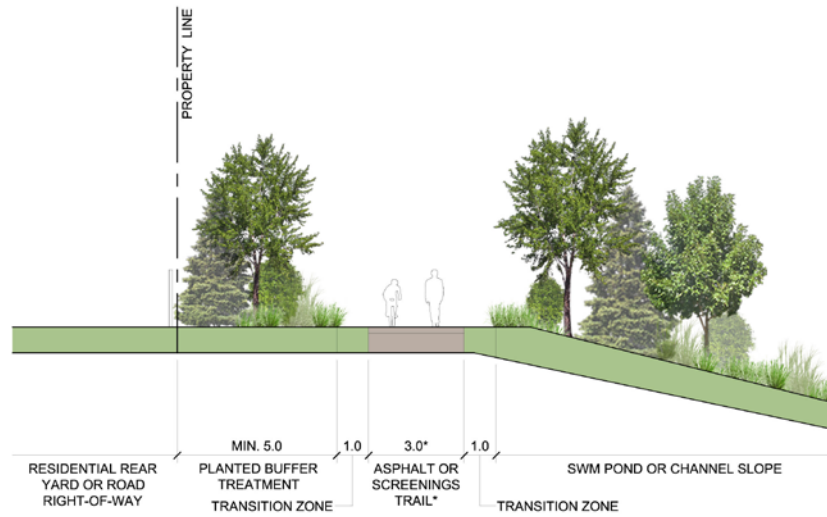 PROPERTY LINE
MIN. 5.0
1.0
3.0*
1.0
RESIDENTIAL REAR
YARD OR ROAD
RIGHT-OF-WAY
PLANTED BUFFER
TREATMENT
ASPHALT OR
SCREENINGS
TRAIL*
SWM POND OR CHANNEL SLOPE
TRANSITION ZONE
TRANSITION ZONE